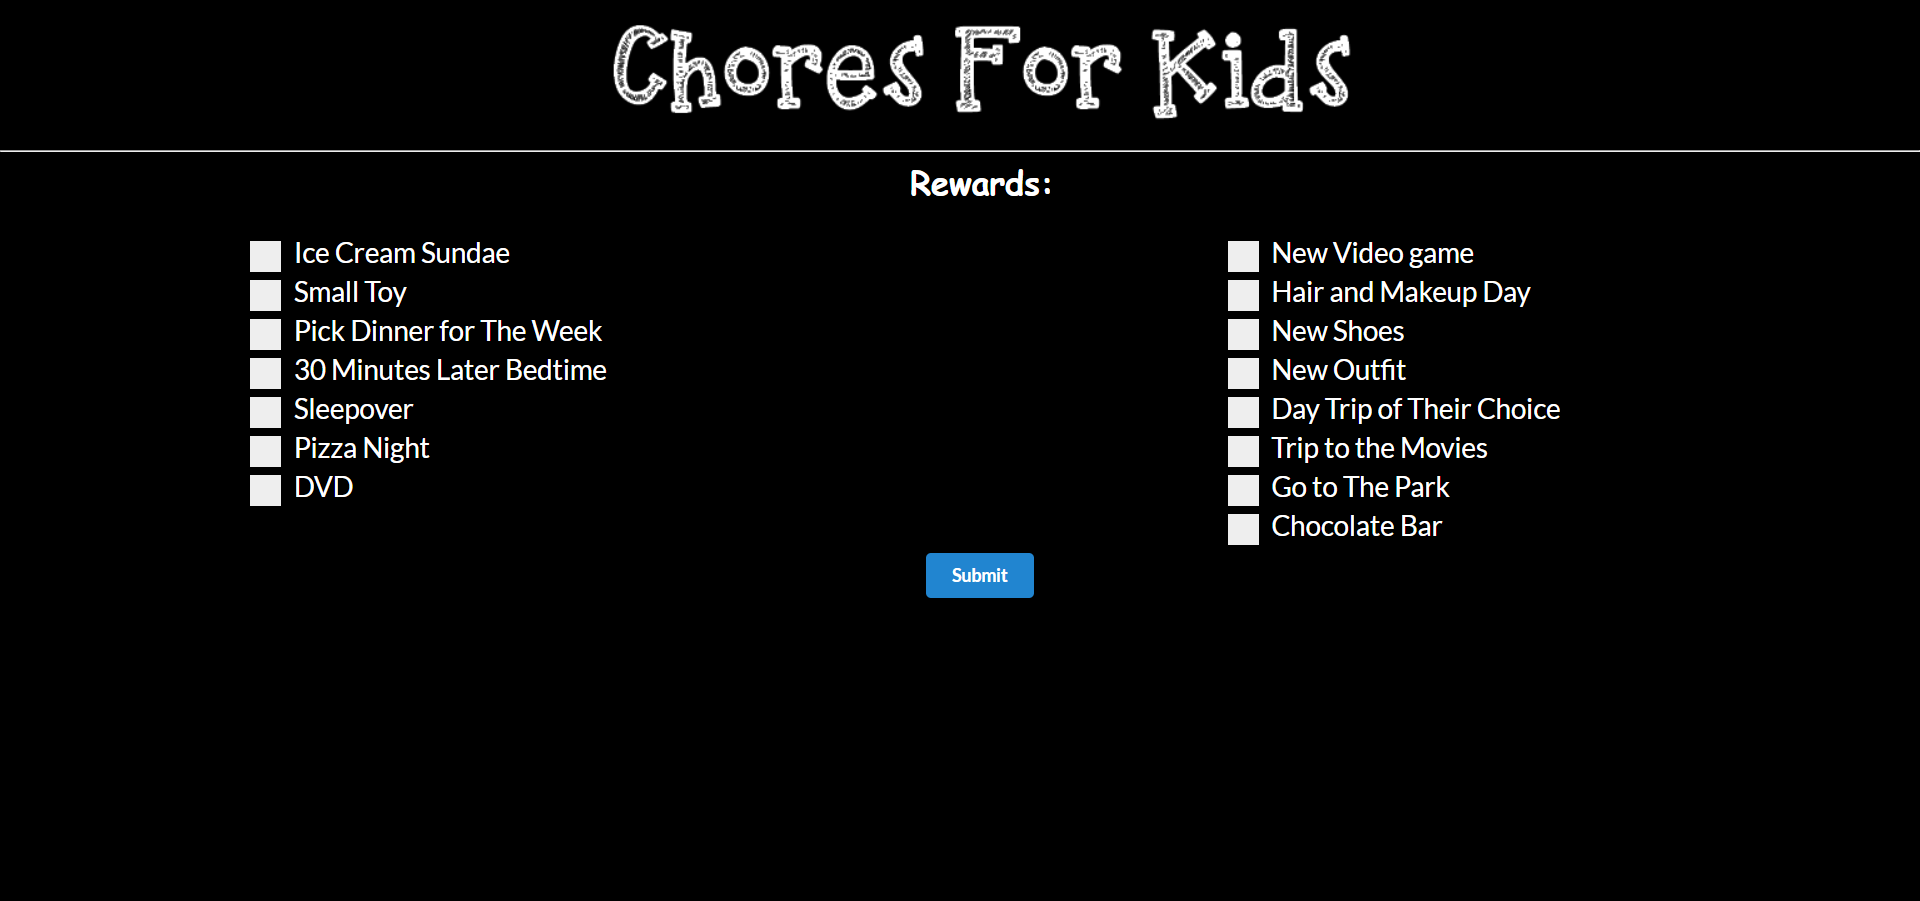 Chores For Kids
Rewards:
Ice Cream Sundae
Small Toy
Pick Dinner for The Week
30 Minutes Later Bedtime
Sleepover
Pizza Night
DVD
New Video game
Hair and Makeup Day
New Shoes
New Outfit
Day Trip of Their Choice
Trip to the Movies
Go to The Park
Chocolate Bar
Submit